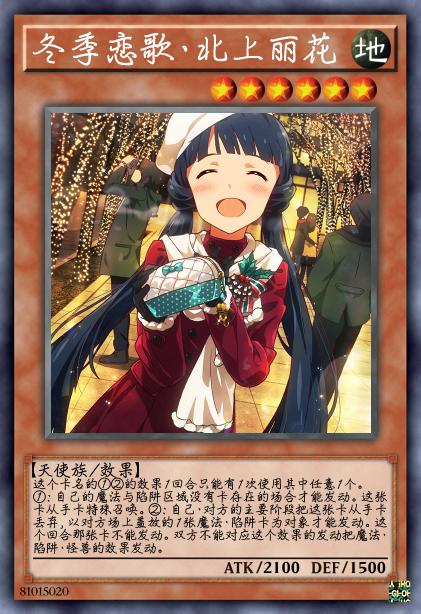 冬季恋歌·北上丽花
地
【天使族/效果】
这个卡名的①②的效果1回合只能有1次使用其中任意1个。
①：自己的魔法与陷阱区域没有卡存在的场合才能发动。这张
卡从手卡特殊召唤。②：自己·对方的主要阶段把这张卡从手卡
丢弃，以对方场上盖放的1张魔法·陷阱卡为对象才能发动。这
个回合那张卡不能发动。双方不能对应这个效果的发动把魔法·
陷阱·怪兽的效果发动。
ATK/2100 DEF/1500
81015020